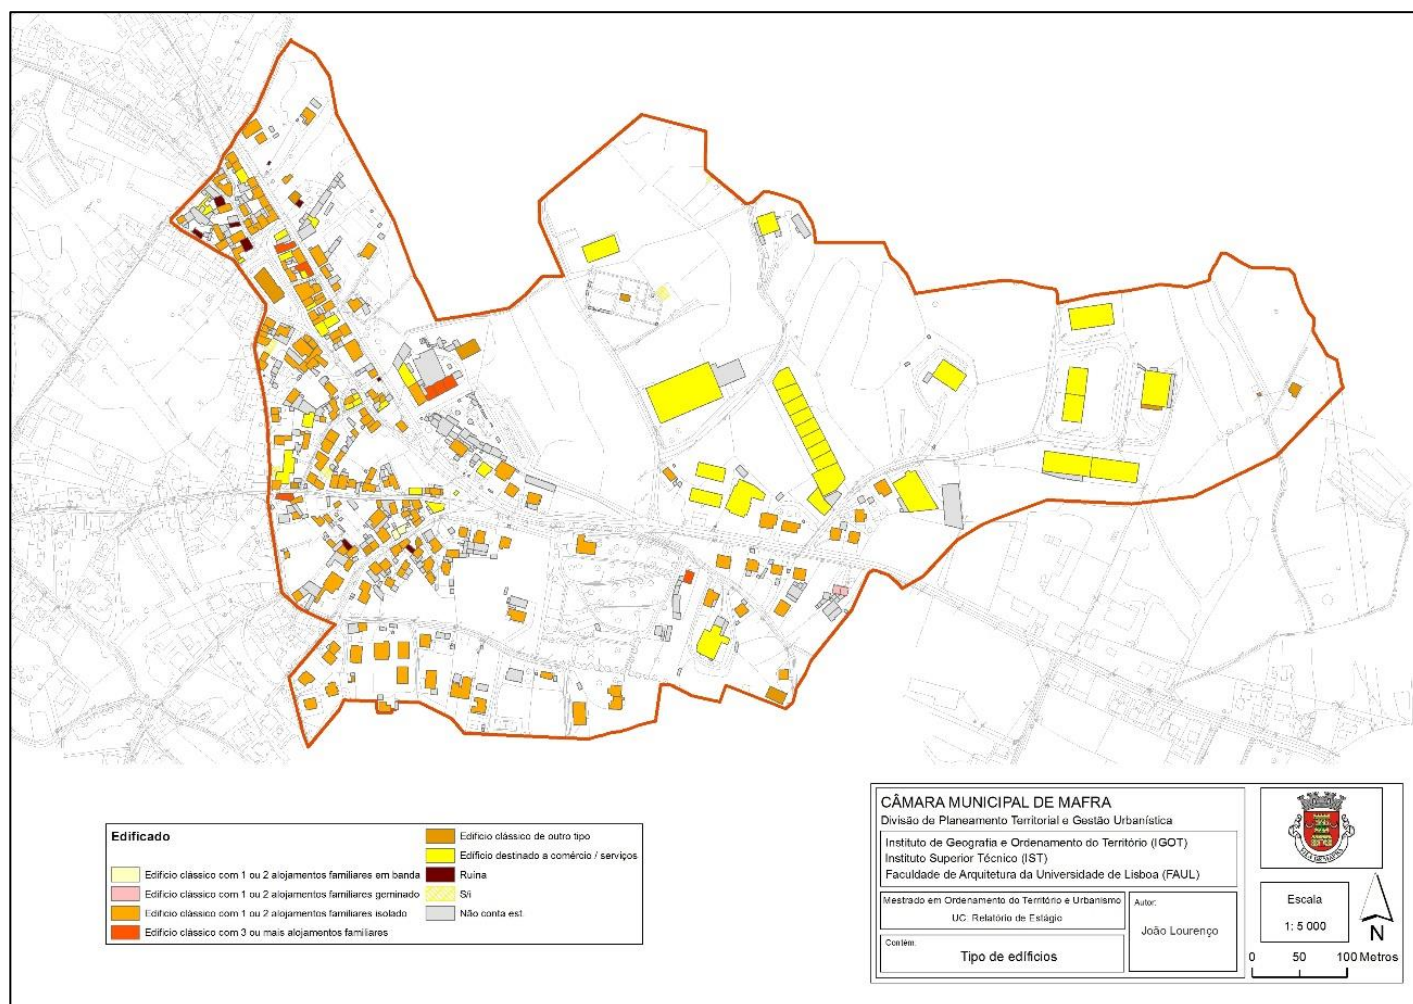 Edificado
Edifício clássico com 1 ou 2 alojamentos familiares em banda
Edifício clássico com 1 ou 2 alojamentos familiares geminado
Edifício clássico com 1 ou 2 alojamentos familiares isolado
Edifício clássico com 3 ou mais alojamentos familiares
Edifício clássico de outro tipo
Edifício destinado a comércio / serviços
Ruína
S/i
Não conta est.
CÂMARA MUNICIPAL DE MAFRA
Divisão de Planeamento Territorial e Gestão Urbanística
Instituto de Geografia e Ordenamento do Território (IGOT)
Instituto Superior Técnico (IST)
Faculdade de Arquitetura da Universidade de Lisboa (FAUL)
Mestrado em Ordenamento do Território e Urbanismo
UC: Relatório de Estágio
Autor:
João Lourenço
Contém:
Tipo de edifícios
Escala
1: 5 000
N
0 50 100 Metros